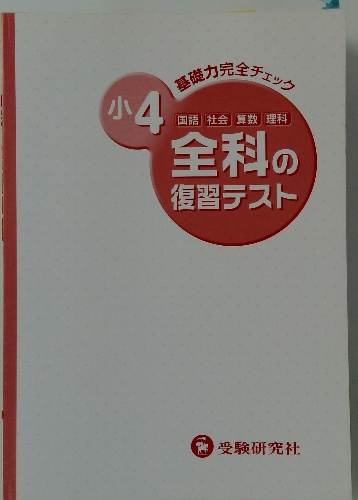 基礎力完全チェック
小4
国語 社会 算数 理科
全科の
復習テスト
受験研究社